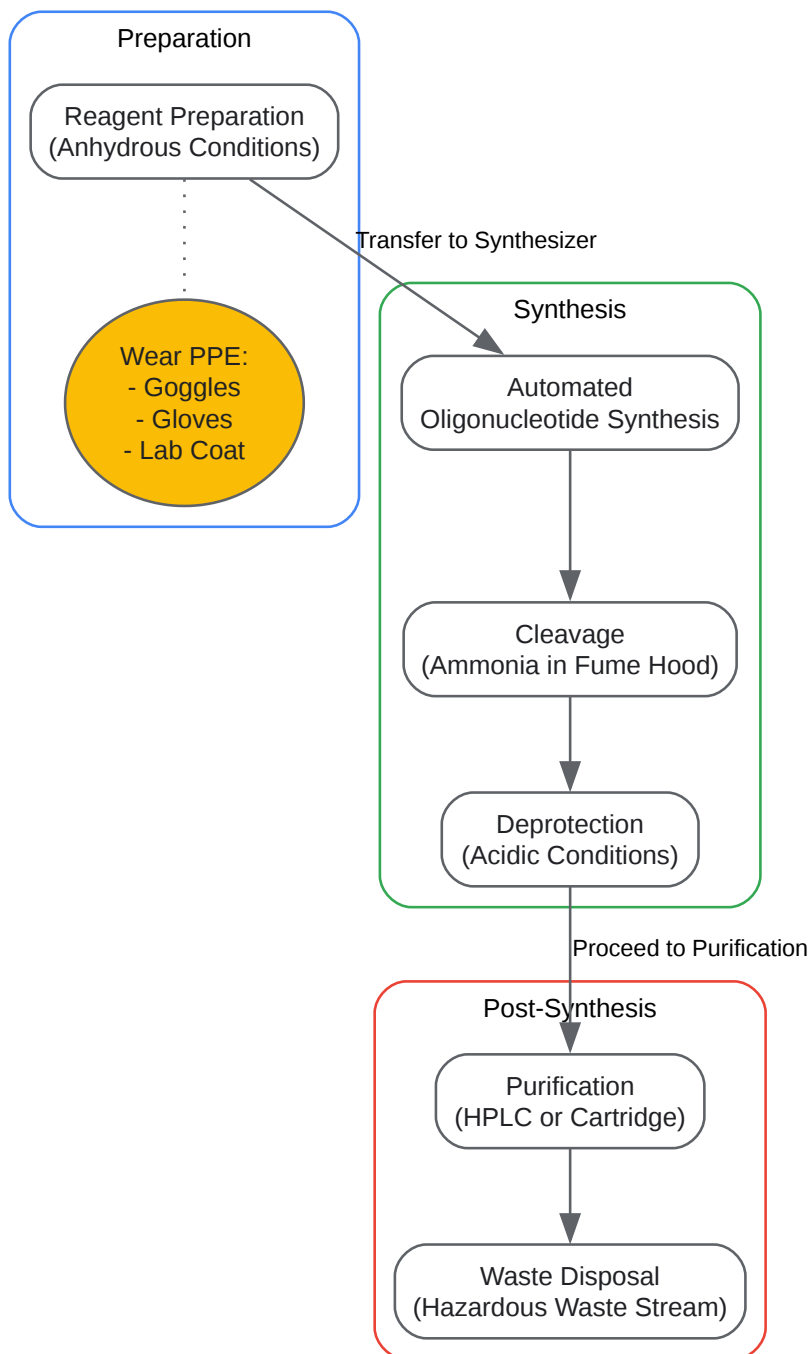 Preparation
Reagent Preparation
(Anhydrous Conditions)
Transfer to Synthesizer
Wear PPE:
- Goggles
- Gloves
- Lab Coat
Synthesis
Automated
Oligonucleotide Synthesis
Cleavage
(Ammonia in Fume Hood)
Deprotection
(Acidic Conditions)
Proceed to Purification
Post-Synthesis
Purification
(HPLC or Cartridge)
Waste Disposal
(Hazardous Waste Stream)